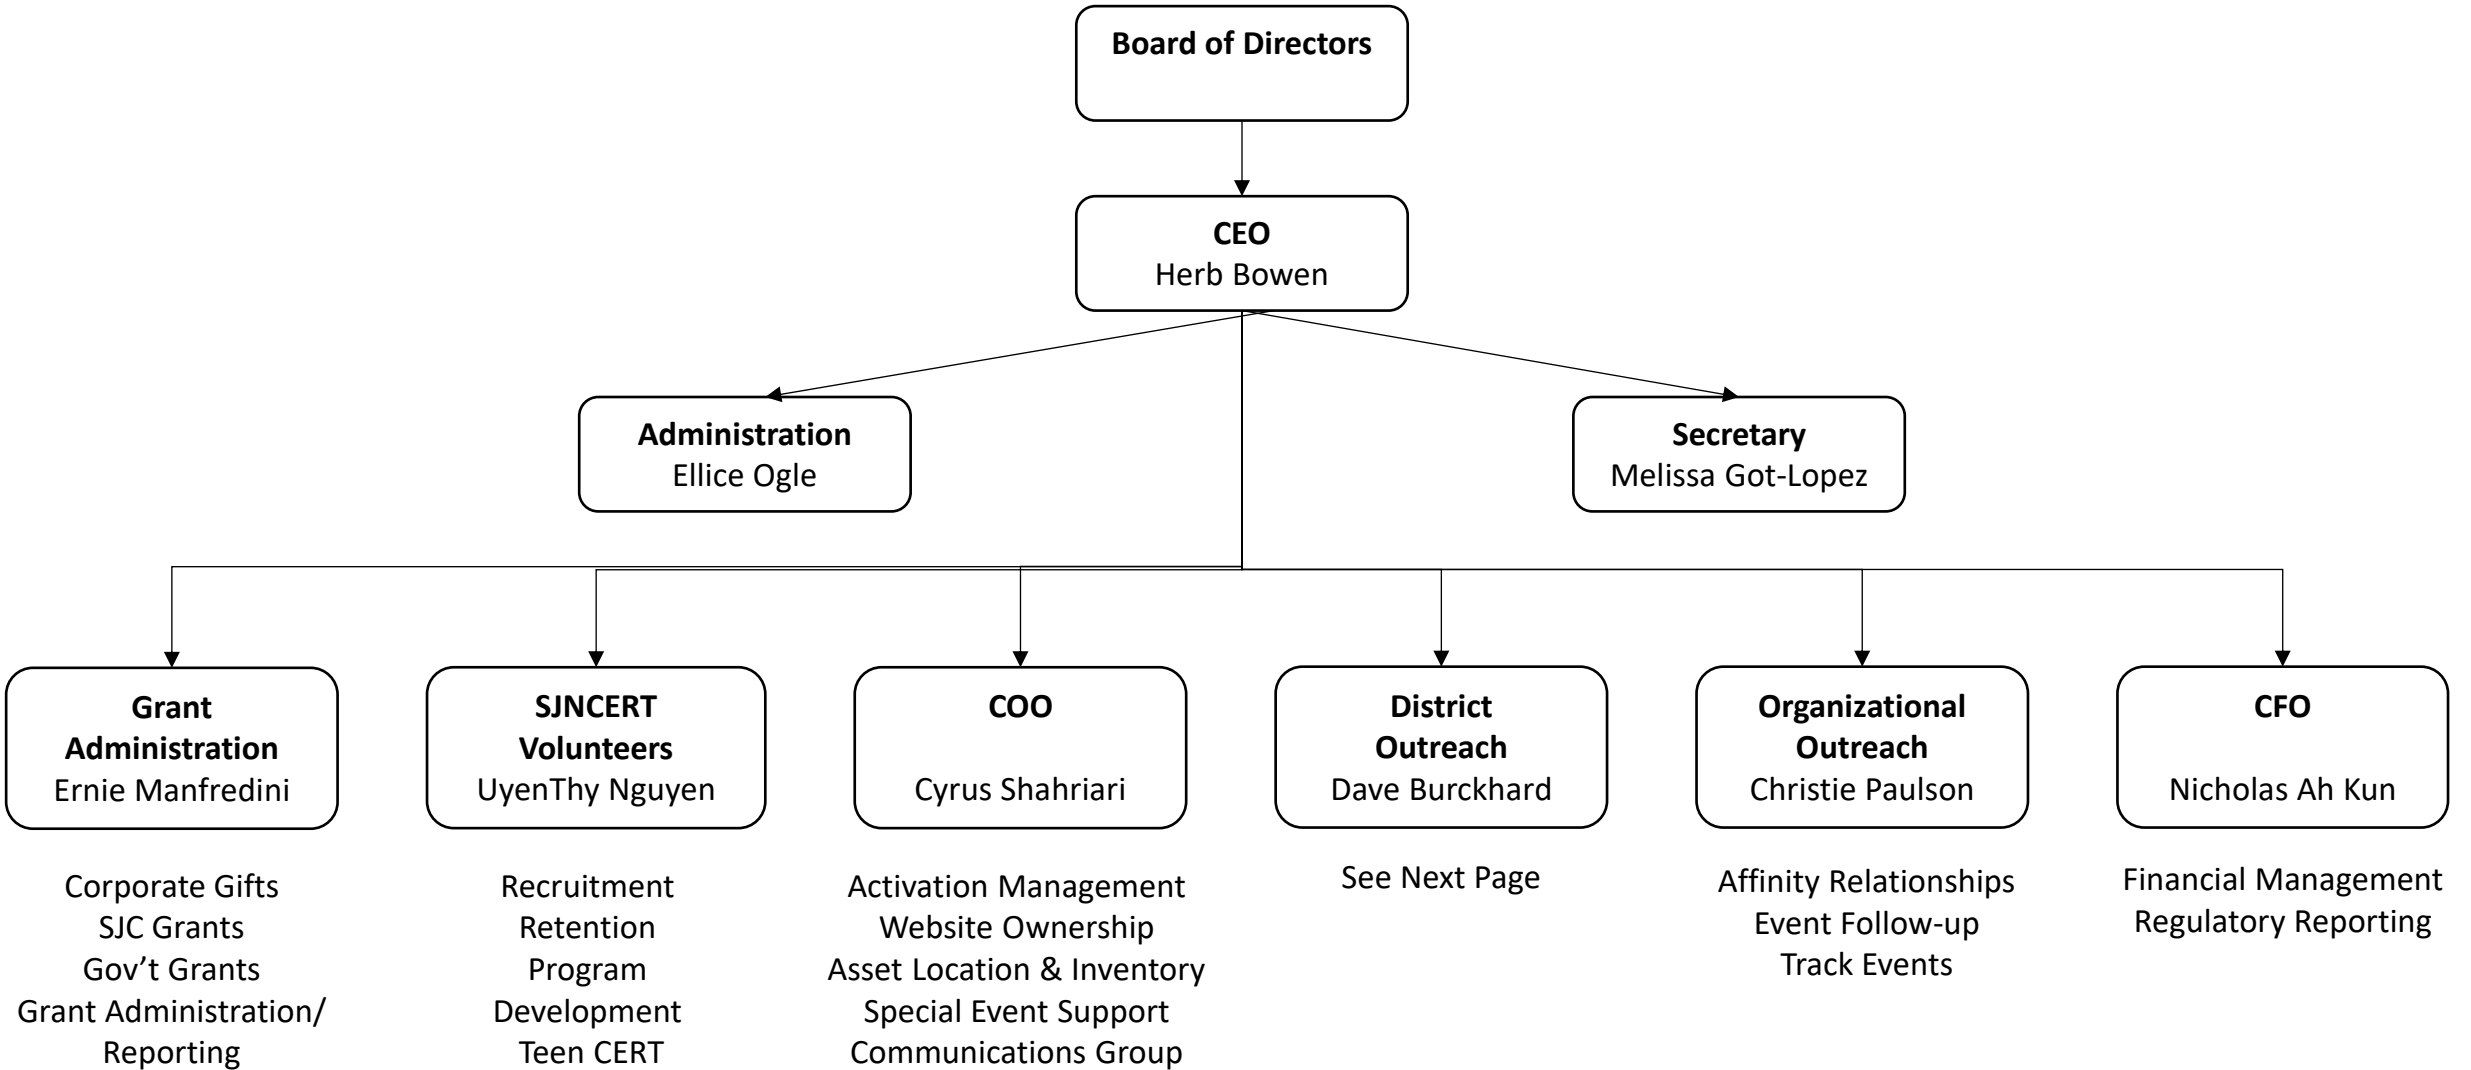 Board of Directors
CEO
Herb Bowen
Administration
Ellice Ogle
Secretary
Melissa Got-Lopez
Grant
Administration
Ernie Manfredini
SJNCERT
Volunteers
UyenThy Nguyen
COO
Cyrus Shahriari
District
Outreach
Dave Burckhard
Organizational
Outreach
Christie Paulson
CFO
Nicholas Ah Kun
Corporate Gifts
SJC Grants
Gov’t Grants
Grant Administration/
Reporting
Recruitment
Retention
Program
Development
Teen CERT
Activation Management
Website Ownership
Asset Location & Inventory
Special Event Support
Communications Group
See Next Page
Affinity Relationships
Event Follow-up
Track Events
Financial Management
Regulatory Reporting